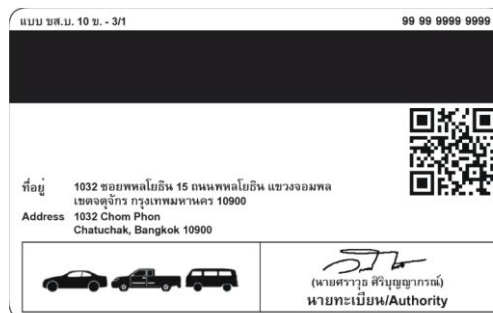 แบบ ขส.บ. 10 ข. - 3/1
99 99 9999 9999
ที่อยู่ 1032 ซอยพหลโยธิน 15 ถนนพหลโยธิน แขวงจอมพล
เขตจตุจักร กรุงเทพมหานคร 10900
Address 1032 Chom Phon
Chatuchak, Bangkok 10900
(นายศราวุธ ศิริบุญญากรณ์)
นายทะเบียน/Authority